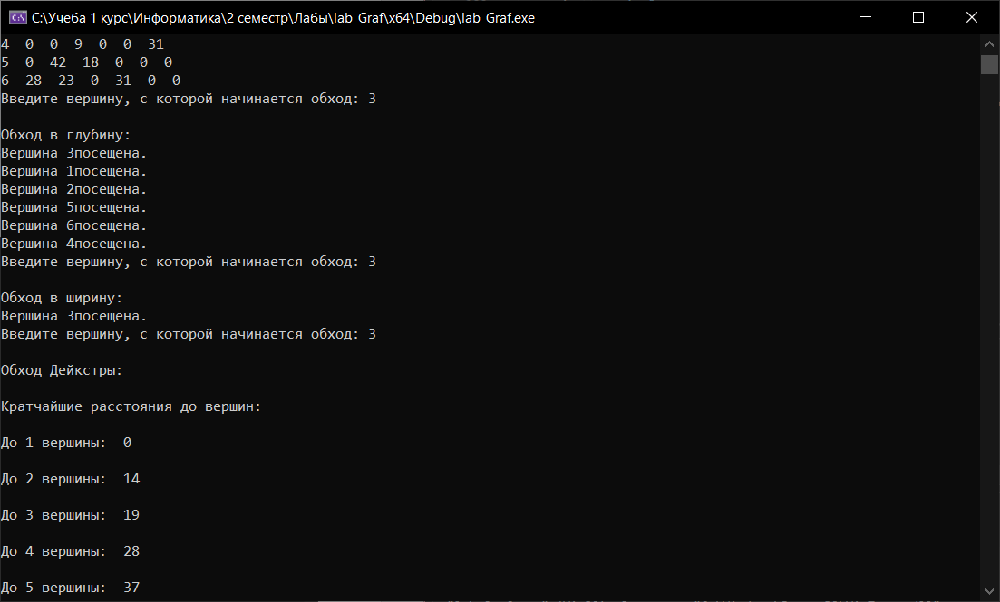 C:\Учеба 1 курс\Информатика\2 семестр\Лабы\lab_Graf\x64\Debug\lab_Graf.exe
4  0  0  9  0  0  31
5  0  42  18  0  0  0
6  28  23  0  31  0  0
Введите вершину, с которой начинается обход: 3
Обход в глубину:
Вершина 3посещена.
Вершина 1посещена.
Вершина 2посещена.
Вершина 5посещена.
Вершина 6посещена.
Вершина 4посещена.
Введите вершину, с которой начинается обход: 3
Обход в ширину:
Вершина 3посещена.
Введите вершину, с которой начинается обход: 3
Обход Дейкстры:
Кратчайшие расстояния до вершин:
До 1 вершины:  0
До 2 вершины:  14
До 3 вершины:  19
До 4 вершины:  28
До 5 вершины:  37